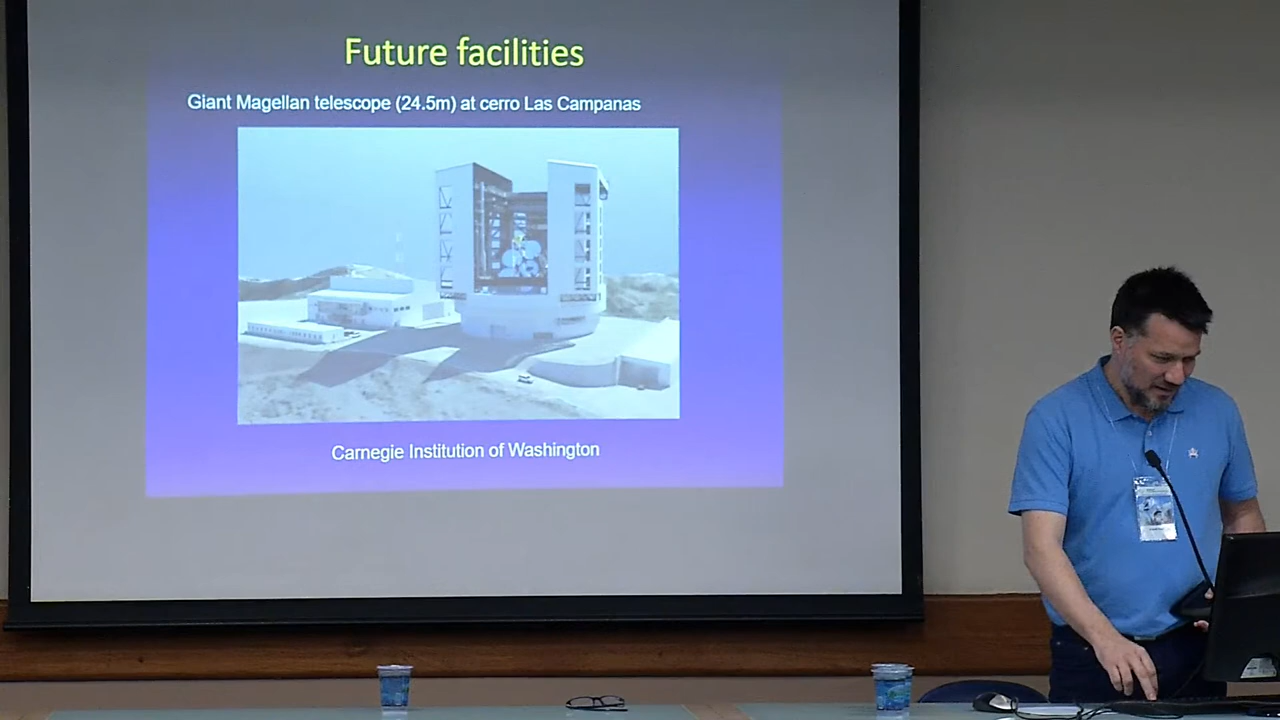 Future facilities
Giant Magellan telescope (24.5m) at cerro Las Campanas
Carnegie Institution of Washington